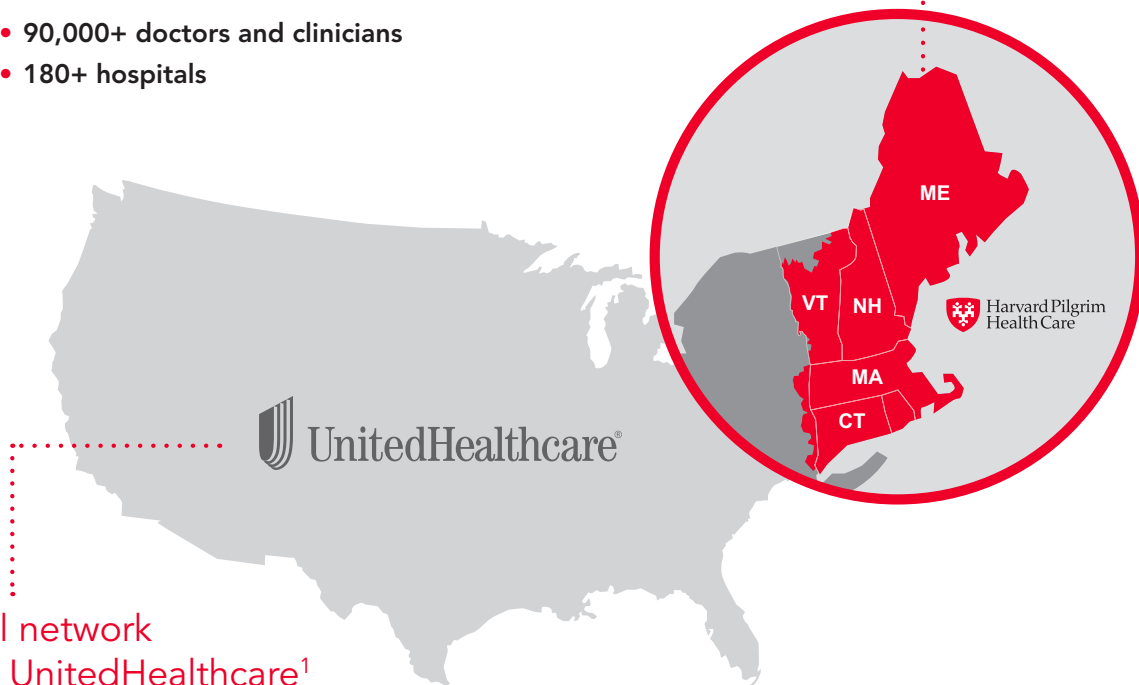 • 90,000+ doctors and clinicians
• 180+ hospitals
ME
VT
NH
Harvard Pilgrim
Health Care
MA
CT
UnitedHealthcare®
l network
UnitedHealthcare¹